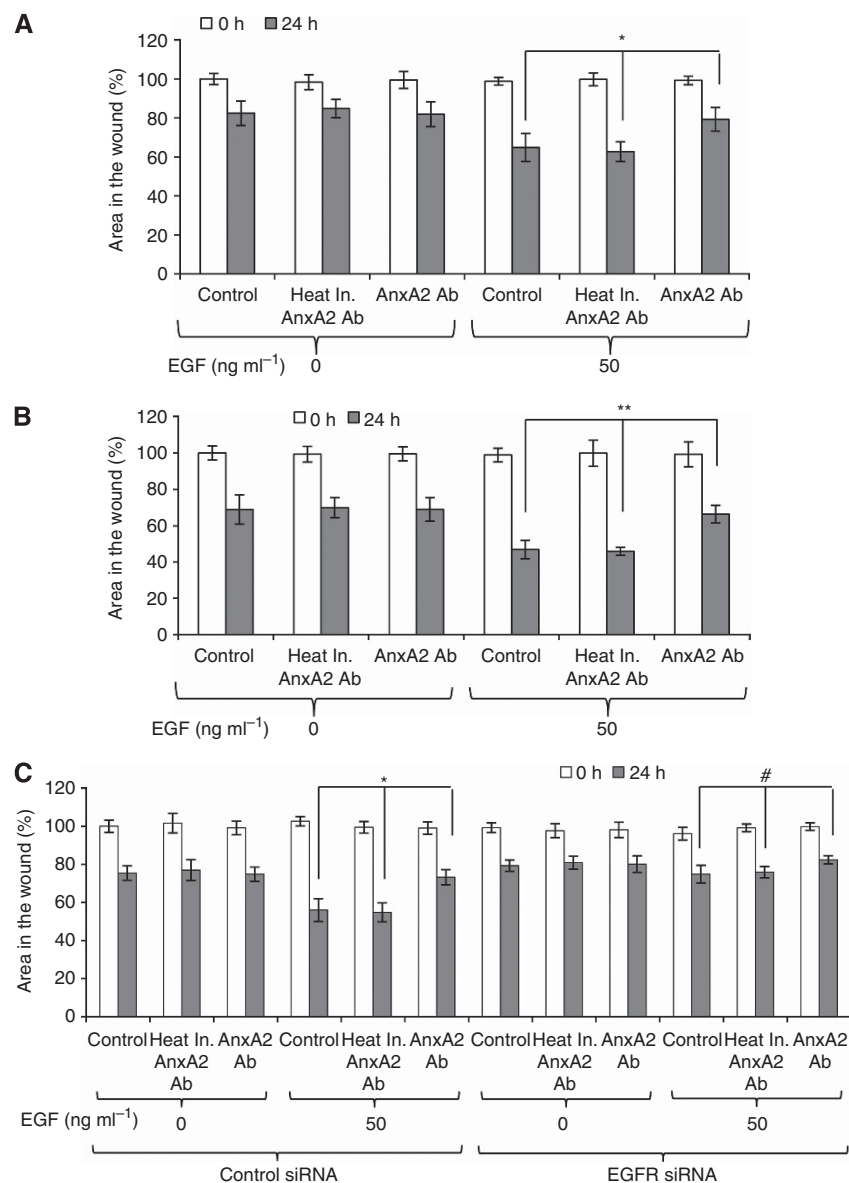 A
0 h 24 h
*
120
100
80
60
40
20
0
Area in the wound (%)
Control Heat In. AnxA2 Ab Control Heat In. AnxA2 Ab
AnxA2 Ab AnxA2 Ab
EGF (ng ml–1) 0 50
B
0 h 24 h
**
120
100
80
60
40
20
0
Area in the wound (%)
Control Heat In. AnxA2 Ab Control Heat In. AnxA2 Ab
AnxA2 Ab AnxA2 Ab
EGF (ng ml–1) 0 50
C
0 h 24 h
* #
120
100
80
60
40
20
0
Area in the wound (%)
Control Heat In. AnxA2 Control Heat In. AnxA2 Control Heat In. AnxA2 Control Heat In. AnxA2
AnxA2 Ab AnxA2 Ab AnxA2 Ab AnxA2 Ab
Ab Ab Ab Ab
EGF (ng ml–1) 0 50 0 50
Control siRNA EGFR siRNA